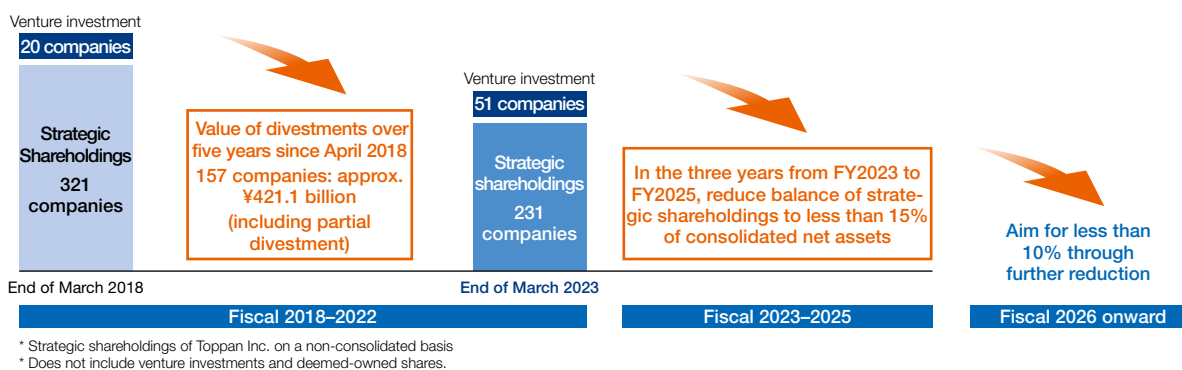 Venture investment
20 companies
Strategic
Shareholdings
321
companies
End of March 2018
Value of divestments over
five years since April 2018
157 companies: approx.
¥421.1 billion
(including partial
divestment)
Venture investment
51 companies
Strategic
shareholdings
231
companies
End of March 2023
Fiscal 2018–2022
In the three years from FY2023 to
FY2025, reduce balance of strate-
gic shareholdings to less than 15%
of consolidated net assets
Fiscal 2023–2025
Aim for less than
10% through
further reduction
Fiscal 2026 onward
* Strategic shareholdings of Toppan Inc. on a non-consolidated basis
* Does not include venture investments and deemed-owned shares.